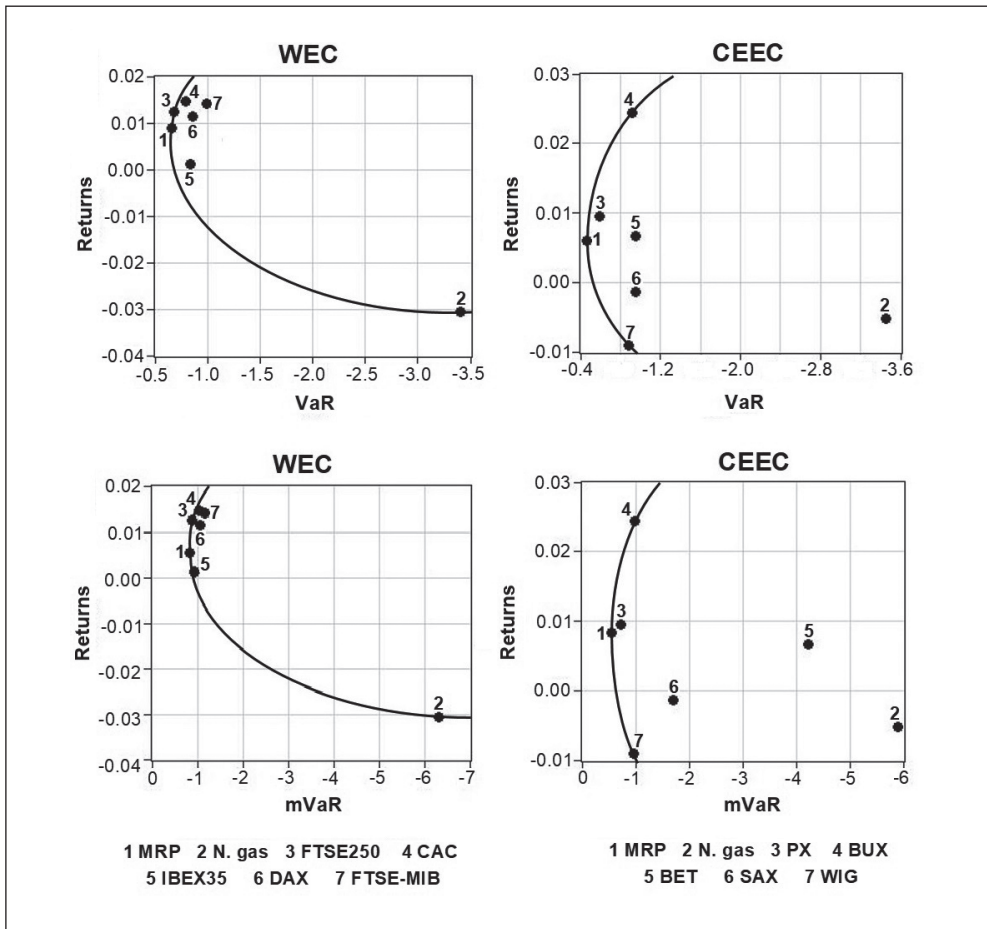 WEC
0.02
0.01
0.00
-0.01
-0.02
-0.03
-0.04
Returns
3
4
7
1
6
5
2
-0.5 -1.0 -1.5 -2.0 -2.5 -3.0 -3.5
VaR
CEEC
0.03
0.02
0.01
0.00
-0.01
Returns
4
3
5
1
6
2
7
-0.4 -1.2 -2.0 -2.8 -3.6
VaR
WEC
0.02
0.01
0.00
-0.01
-0.02
-0.03
-0.04
Returns
4
3
7
6
1
5
2
0 -1 -2 -3 -4 -5 -6 -7
mVaR
CEEC
0.03
0.02
0.01
0.00
-0.01
Returns
4
3
1
5
6
2
7
0 -1 -2 -3 -4 -5 -6
mVaR
1 MRP 2 N. gas 3 FTSE250 4 CAC
5 IBEX35 6 DAX 7 FTSE-MIB
1 MRP 2 N. gas 3 PX 4 BUX
5 BET 6 SAX 7 WIG